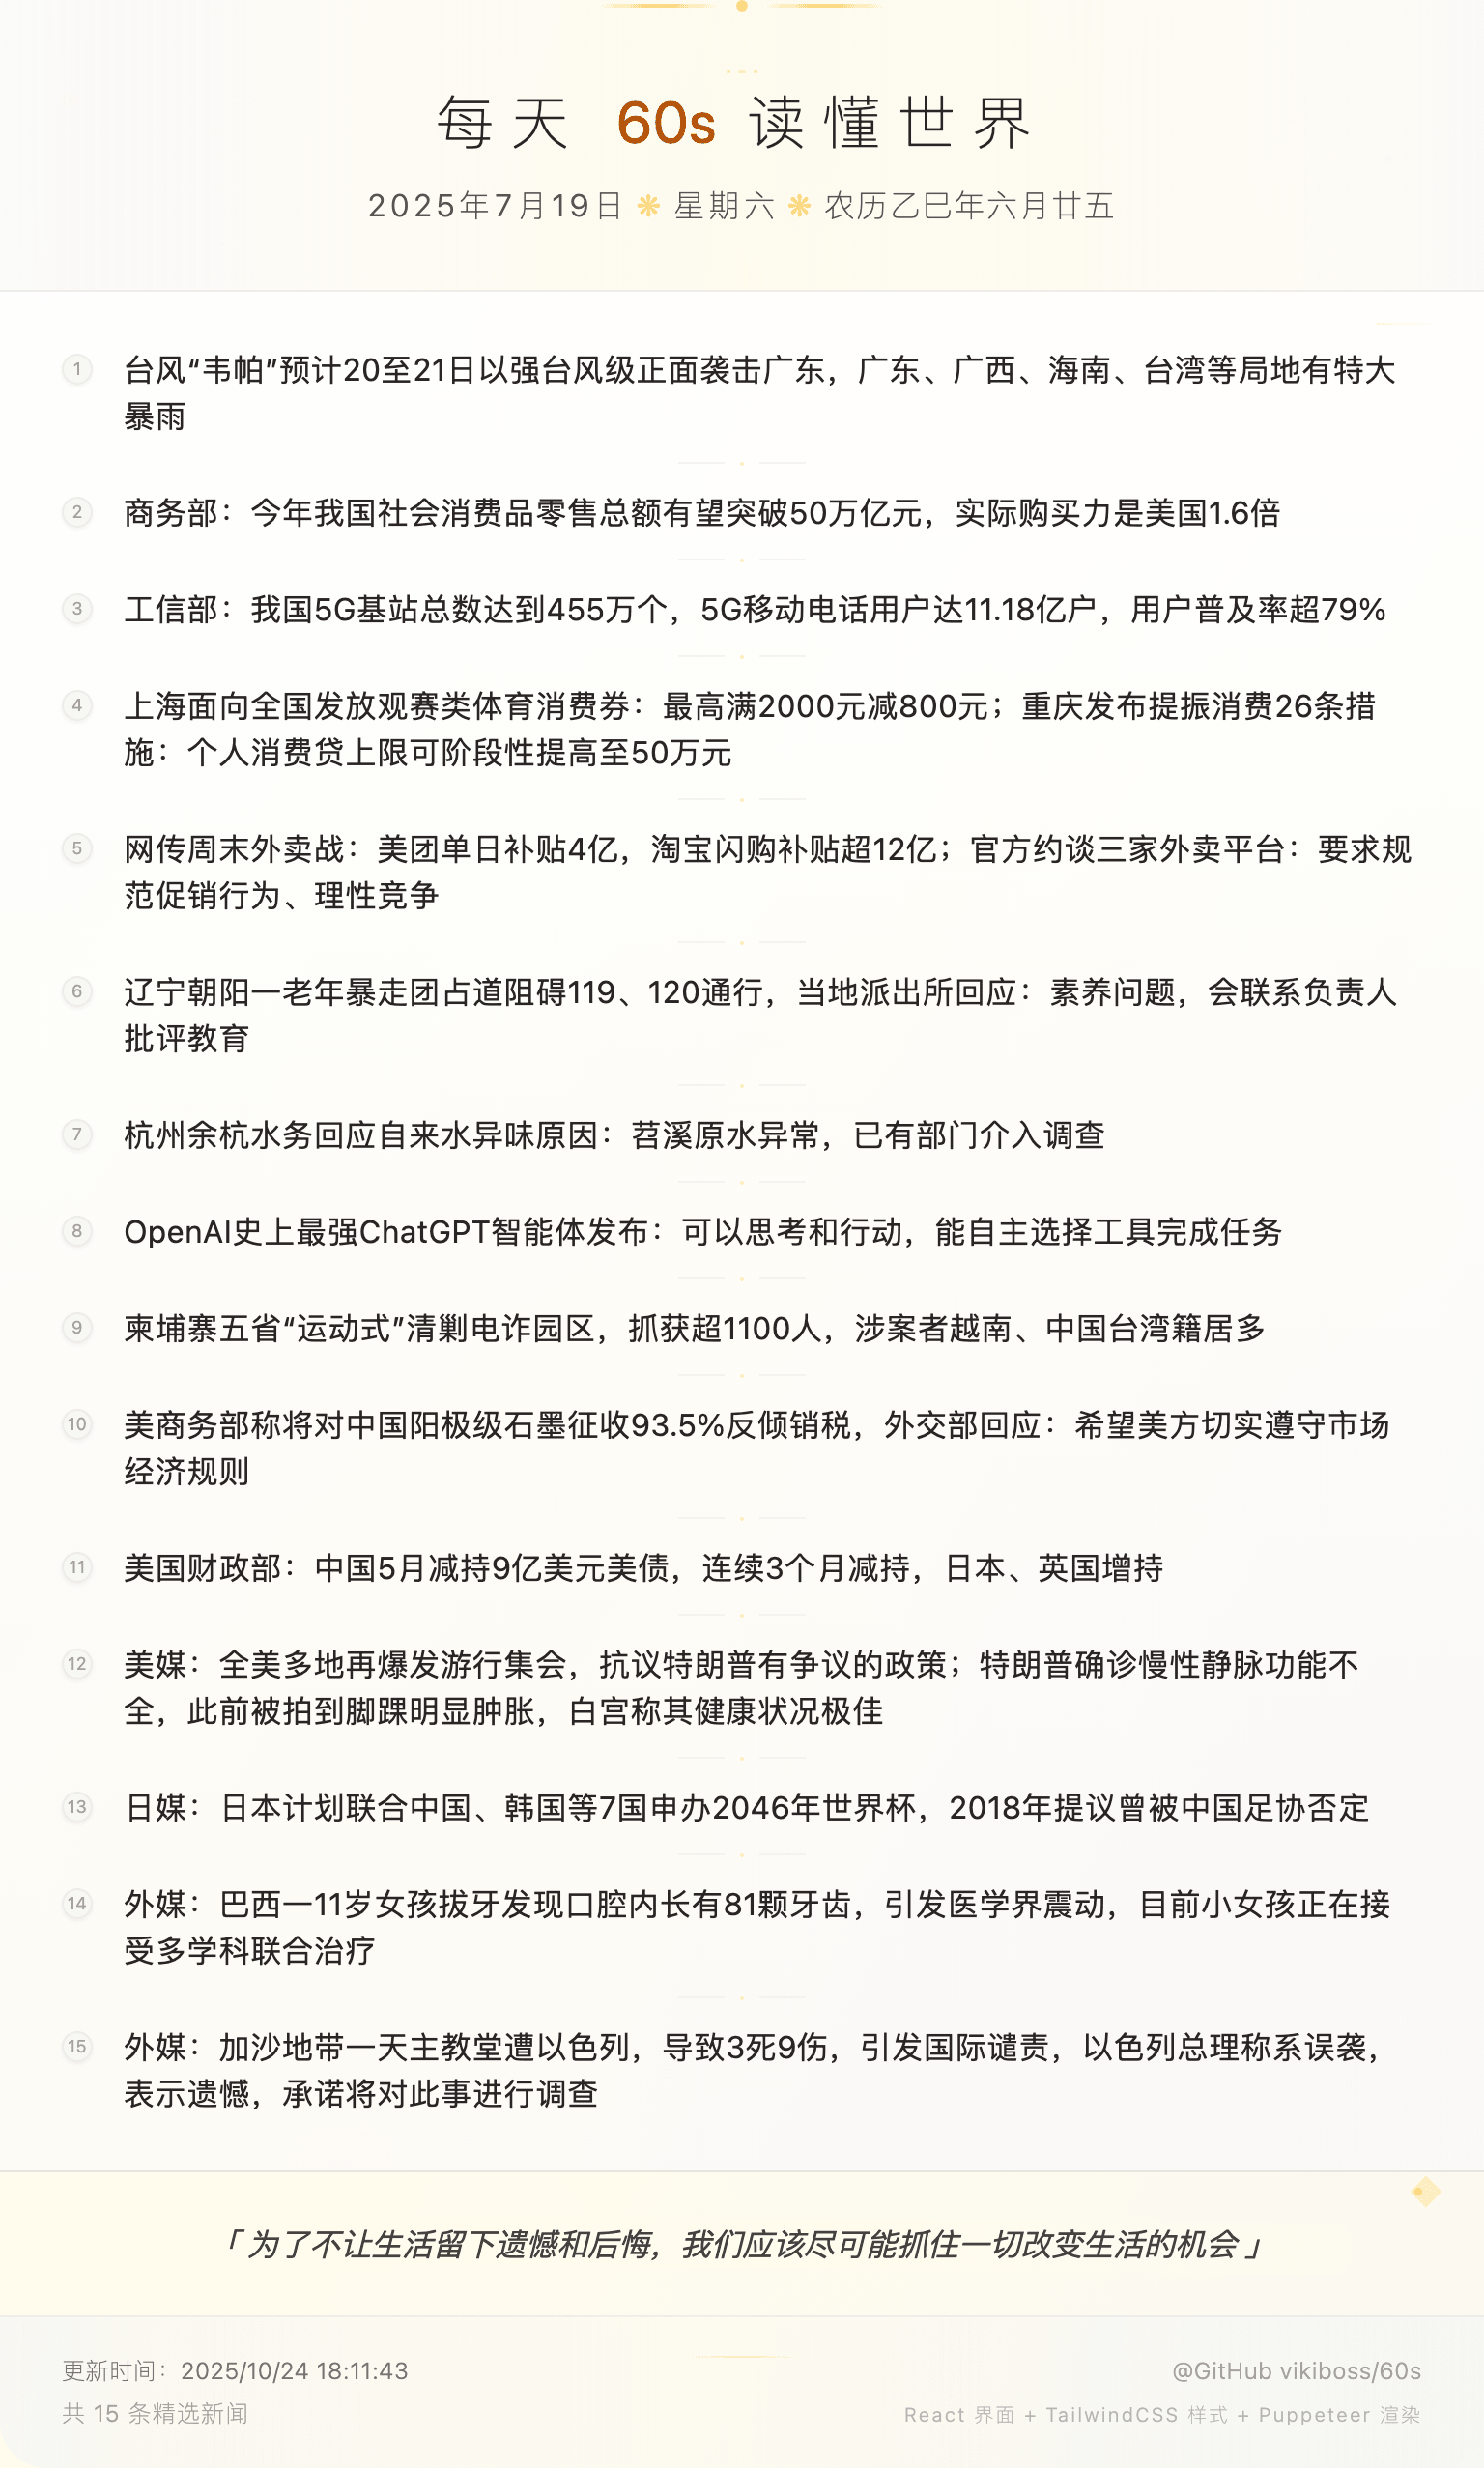 每天 60s 读懂世界
2025年7月19日 ❋ 星期六 ❋ 农历乙巳年六月廿五
1 台风“韦帕”预计20至21日以强台风级正面袭击广东，广东、广西、海南、台湾等局地有特大
暴雨
2 商务部：今年我国社会消费品零售总额有望突破50万亿元，实际购买力是美国1.6倍
3 工信部：我国5G基站总数达到455万个，5G移动电话用户达11.18亿户，用户普及率超79%
4 上海面向全国发放观赛类体育消费券：最高满2000元减800元；重庆发布提振消费26条措
施：个人消费贷上限可阶段性提高至50万元
5 网传周末外卖战：美团单日补贴4亿，淘宝闪购补贴超12亿；官方约谈三家外卖平台：要求规
范促销行为、理性竞争
6 辽宁朝阳一老年暴走团占道阻碍119、120通行，当地派出所回应：素养问题，会联系负责人
批评教育
7 杭州余杭水务回应自来水异味原因：苕溪原水异常，已有部门介入调查
8 OpenAI史上最强ChatGPT智能体发布：可以思考和行动，能自主选择工具完成任务
9 柬埔寨五省“运动式”清剿电诈园区，抓获超1100人，涉案者越南、中国台湾籍居多
10 美商务部称将对中国阳极级石墨征收93.5%反倾销税，外交部回应：希望美方切实遵守市场
经济规则
11 美国财政部：中国5月减持9亿美元美债，连续3个月减持，日本、英国增持
12 美媒：全美多地再爆发游行集会，抗议特朗普有争议的政策；特朗普确诊慢性静脉功能不
全，此前被拍到脚踝明显肿胀，白宫称其健康状况极佳
13 日媒：日本计划联合中国、韩国等7国申办2046年世界杯，2018年提议曾被中国足协否定
14 外媒：巴西一11岁女孩拔牙发现口腔内长有81颗牙齿，引发医学界震动，目前小女孩正在接
受多学科联合治疗
15 外媒：加沙地带一天主教堂遭以色列，导致3死9伤，引发国际谴责，以色列总理称系误袭，
表示遗憾，承诺将对此事进行调查
「 为了不让生活留下遗憾和后悔，我们应该尽可能抓住一切改变生活的机会 」
更新时间：2025/10/24 18:11:43
@GitHub vikiboss/60s
共 15 条精选新闻
React 界面 + TailwindCSS 样式 + Puppeteer 渲染